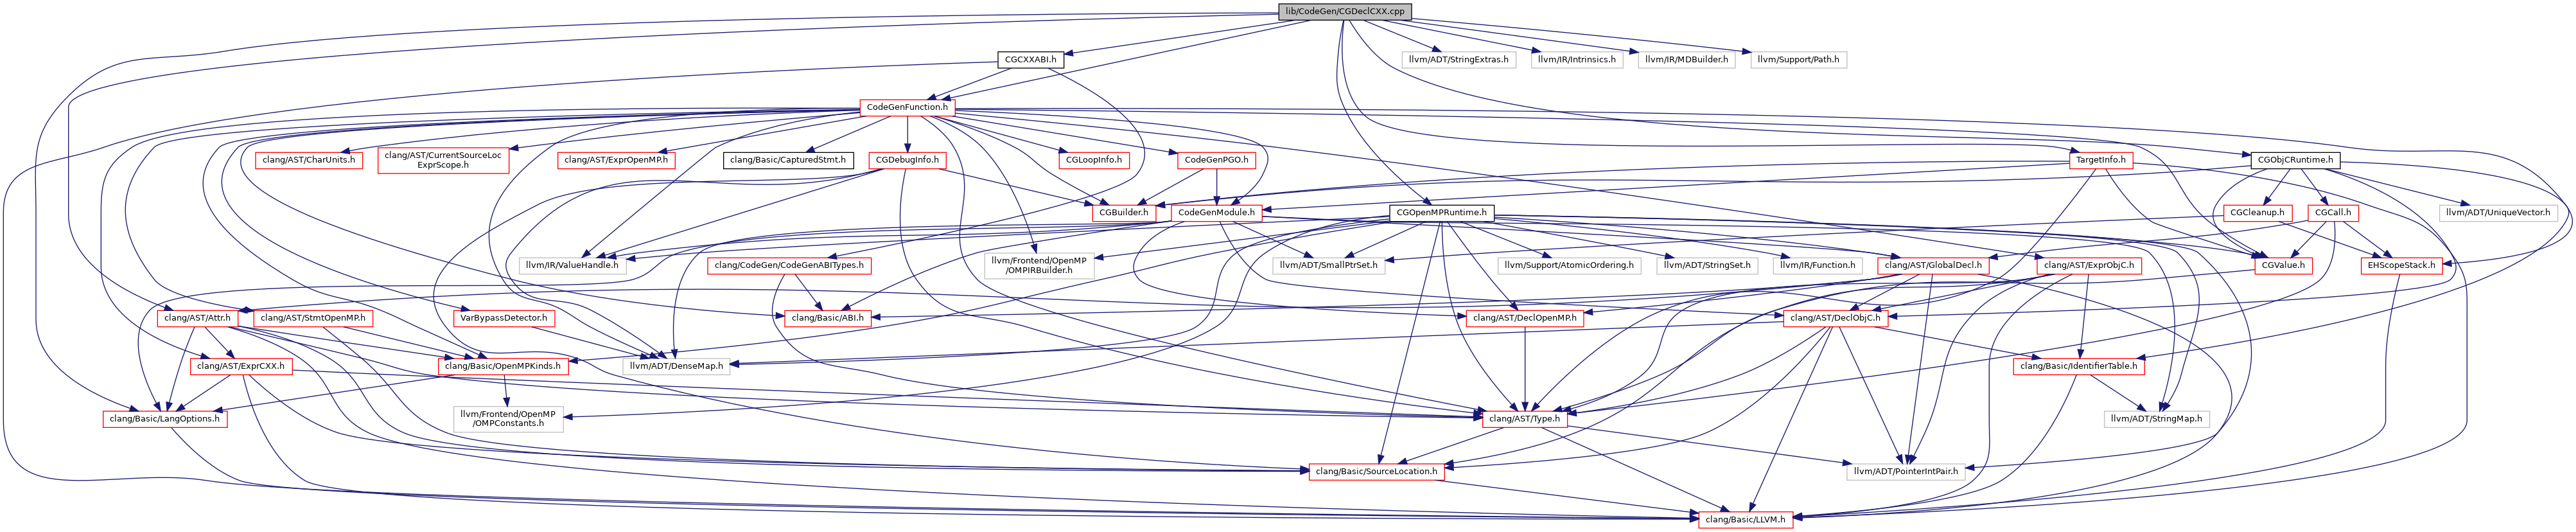 lib/CodeGen/CGDeclCXX.cpp
CGCXXABI.h
llvm/ADT/StringExtras.h
llvm/IR/Intrinsics.h
llvm/IR/MDBuilder.h
llvm/Support/Path.h
CodeGenFunction.h
clang/AST/CharUnits.h
clang/AST/CurrentSourceLoc
ExprScope.h
clang/AST/ExprOpenMP.h
clang/Basic/CapturedStmt.h
CGDebugInfo.h
CGLoopInfo.h
CodeGenPGO.h
TargetInfo.h
CGObjCRuntime.h
CGBuilder.h
CodeGenModule.h
CGOpenMPRuntime.h
CGCleanup.h
CGCall.h
llvm/ADT/UniqueVector.h
llvm/IR/ValueHandle.h
clang/CodeGen/CodeGenABITypes.h
llvm/Frontend/OpenMP
/OMPIRBuilder.h
llvm/ADT/SmallPtrSet.h
llvm/Support/AtomicOrdering.h
llvm/ADT/StringSet.h
llvm/IR/Function.h
clang/AST/GlobalDecl.h
clang/AST/ExprObjC.h
CGValue.h
EHScopeStack.h
clang/AST/Attr.h
clang/AST/StmtOpenMP.h
VarBypassDetector.h
clang/Basic/ABI.h
clang/AST/DeclOpenMP.h
clang/AST/DeclObjC.h
clang/AST/ExprCXX.h
clang/Basic/OpenMPKinds.h
llvm/ADT/DenseMap.h
clang/Basic/IdentifierTable.h
clang/Basic/LangOptions.h
llvm/Frontend/OpenMP
/OMPConstants.h
clang/AST/Type.h
llvm/ADT/StringMap.h
clang/Basic/SourceLocation.h
llvm/ADT/PointerIntPair.h
clang/Basic/LLVM.h